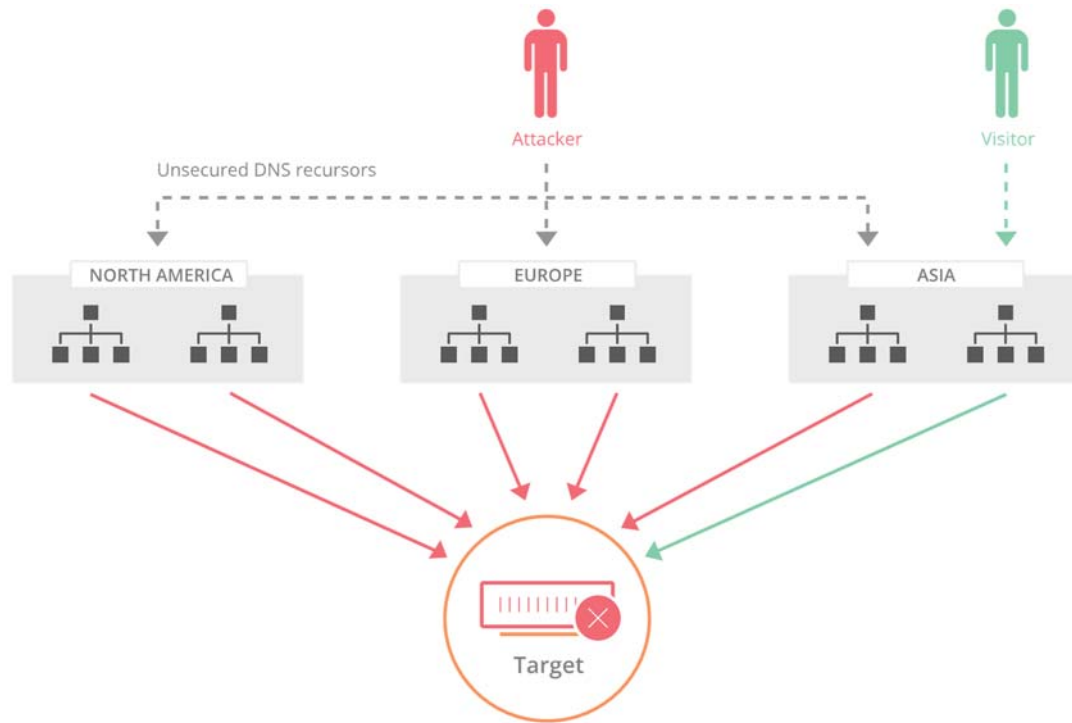 Attacker
Visitor
Unsecured DNS recursors
NORTH AMERICA
EUROPE
ASIA
Target